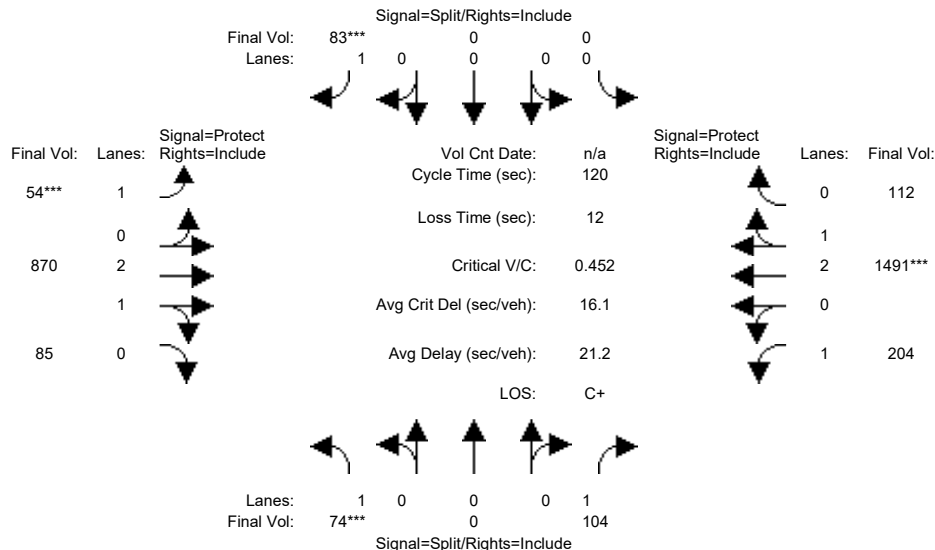 Signal=Split/Rights=Include
Final Vol: 83*** 0 0
Lanes: 1 0 0 0 0
Signal=Protect Signal=Protect
Final Vol: Lanes: Rights=Include Vol Cnt Date: n/a Rights=Include Lanes: Final Vol:
Cycle Time (sec): 120
54*** 1 0 112
Loss Time (sec): 12
0 1
870 2 Critical V/C: 0.452 2 1491***
1 Avg Crit Del (sec/veh): 16.1 0
85 0 Avg Delay (sec/veh): 21.2 1 204
LOS: C+
Lanes: 1 0 0 0 1
Final Vol: 74*** 0 104
Signal=Split/Rights=Include